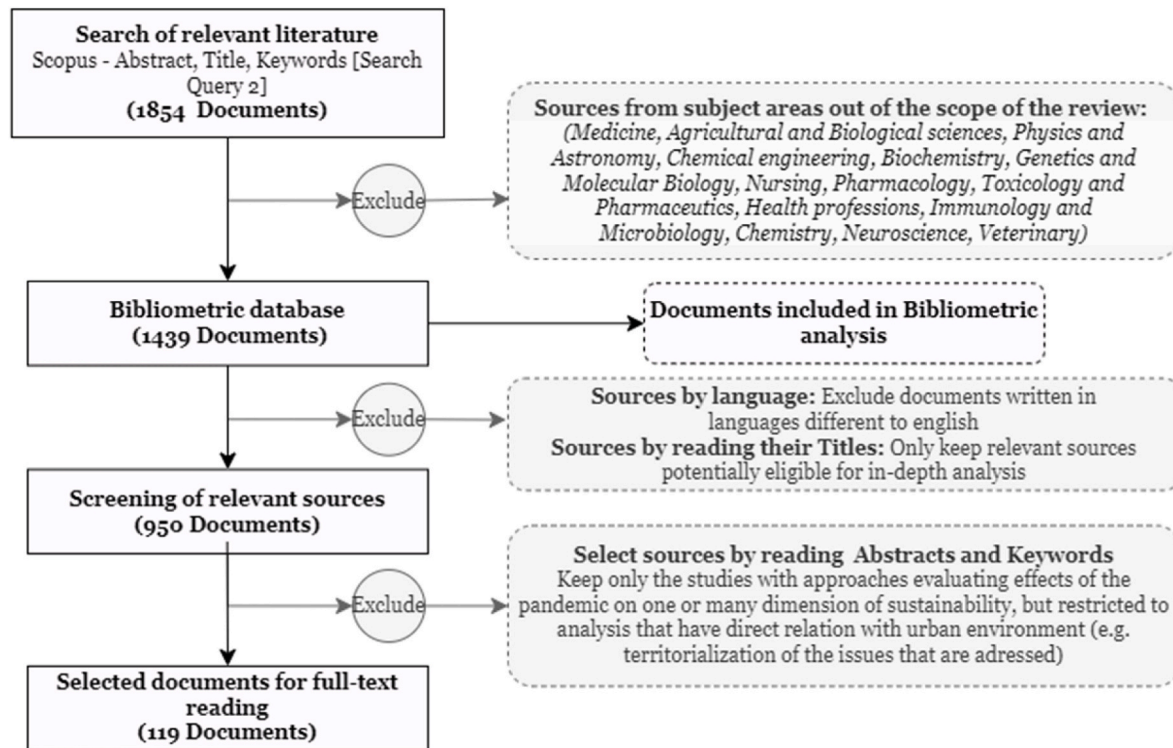 Search of relevant literature
Scopus - Abstract, Title, Keywords [Search
Query 2]
(1854 Documents)
Sources from subject areas out of the scope of the review:
(Medicine, Agricultural and Biological sciences, Physics and
Astronomy, Chemical engineering, Biochemistry, Genetics and
Molecular Biology, Nursing, Pharmacology, Toxicology and
Pharmaceutics, Health professions, Immunology and
Microbiology, Chemistry, Neuroscience, Veterinary)
Exclude
Bibliometric database
(1439 Documents)
Documents included in Bibliometric
analysis
Exclude
Sources by language: Exclude documents written in
languages different to english
Sources by reading their Titles: Only keep relevant sources
potentially eligible for in-depth analysis
Screening of relevant sources
(950 Documents)
Exclude
Select sources by reading Abstracts and Keywords
Keep only the studies with approaches evaluating effects of the
pandemic on one or many dimension of sustainability, but restricted to
analysis that have direct relation with urban environment (e.g.
territorialization of the issues that are adressed)
Selected documents for full-text
reading
(119 Documents)